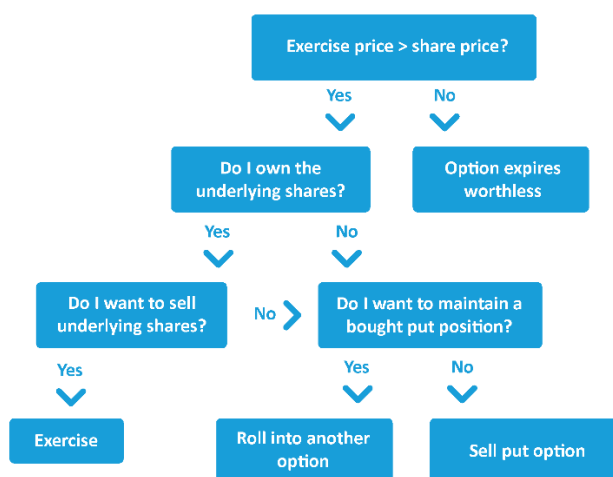 Exercise price > share price?
Yes
No
Do I own the
underlying shares?
Option expires
worthless
Yes
No
Do I want to sell
underlying shares?
No
Do I want to maintain a
bought put position?
Yes
Yes
No
Exercise
Roll into another
option
Sell put option